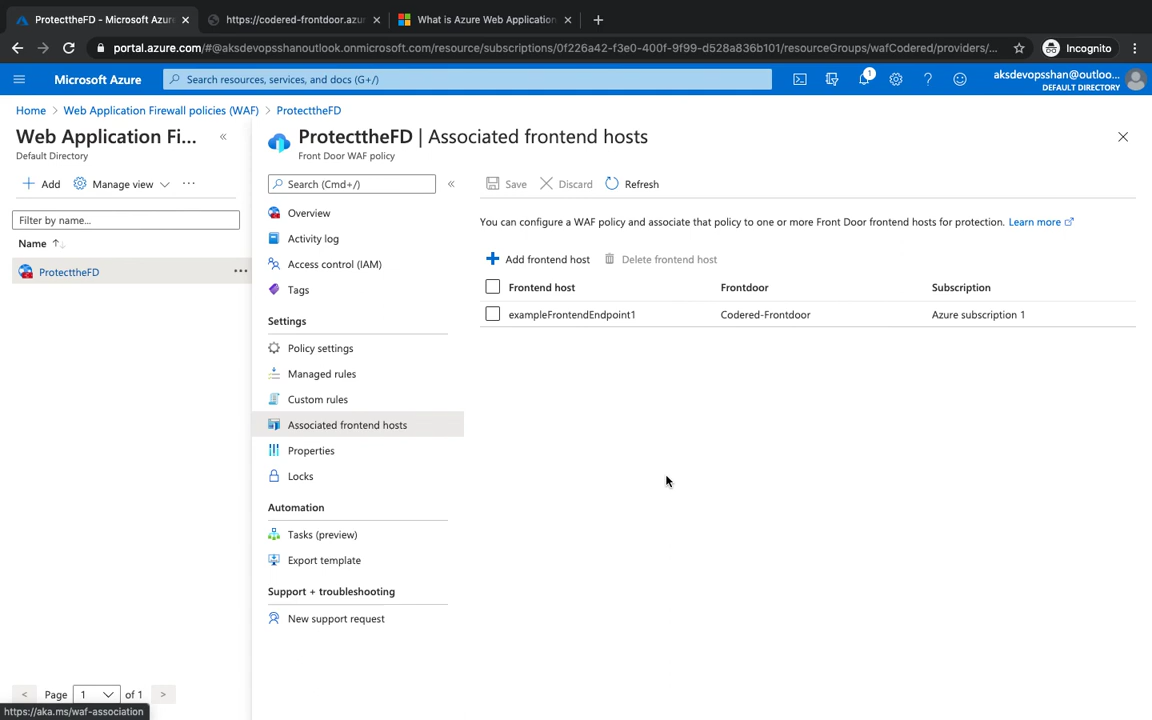 ProtecttheFD - Microsoft Azure
https://codered-frontdoor.azur
What is Azure Web Application
portal.azure.com/#@aksdevopsshanoutlook.onmicrosoft.com/resource/subscriptions/0f226a42-f3e0-400f-9f99-d528a836b101/resourceGroups/wafCodered/providers/...
Incognito
Microsoft Azure
Search resources, services, and docs (G+/)
1
aksdevopsshan@outloo...
DEFAULT DIRECTORY
Home > Web Application Firewall policies (WAF) > ProtecttheFD
Web Application Fi...
Default Directory
Add
Manage view
Filter by name...
Name
ProtecttheFD
Page 1 of 1
https://aka.ms/waf-association
ProtecttheFD | Associated frontend hosts
Front Door WAF policy
Search (Cmd+/)
Overview
Activity log
Access control (IAM)
Tags
Settings
Policy settings
Managed rules
Custom rules
Associated frontend hosts
Properties
Locks
Automation
Tasks (preview)
Export template
Support + troubleshooting
New support request
Save
Discard
Refresh
You can configure a WAF policy and associate that policy to one or more Front Door frontend hosts for protection. Learn more
Add frontend host
Delete frontend host
Frontend host Frontdoor Subscription
exampleFrontendEndpoint1 Codered-Frontdoor Azure subscription 1